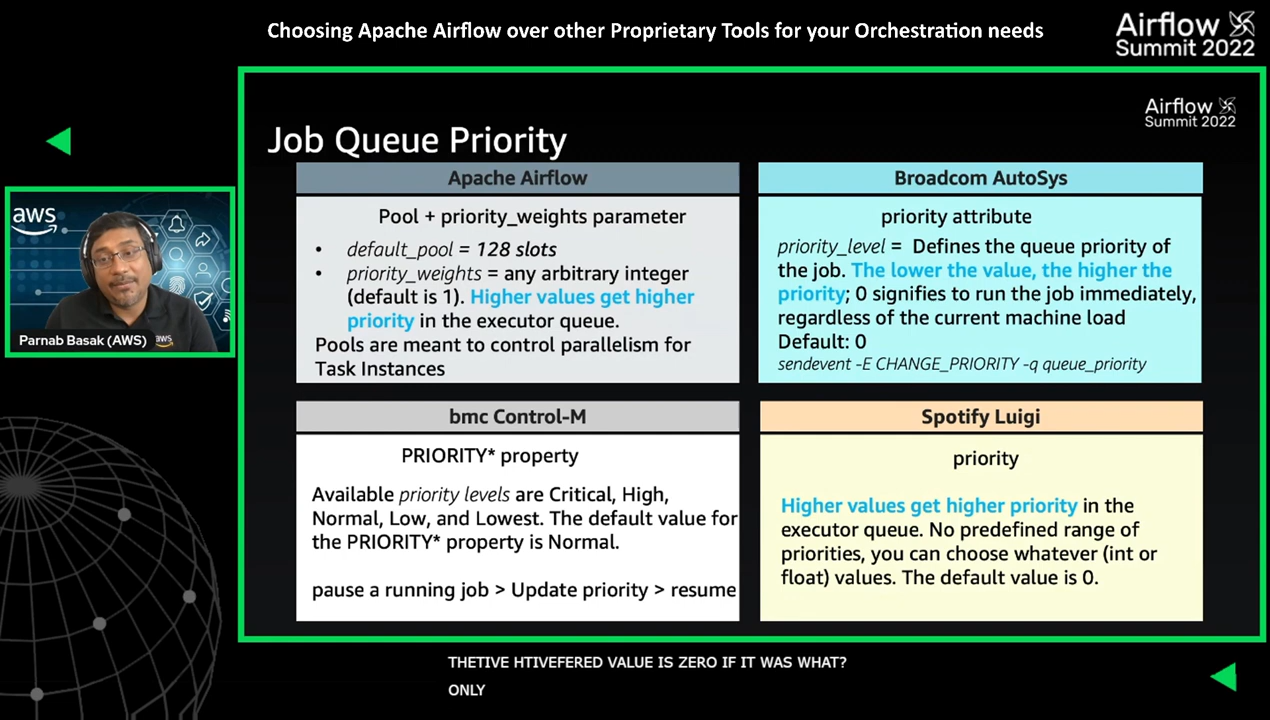 Choosing Apache Airflow over other Proprietary Tools for your Orchestration needs
Airflow
Summit 2022
Airflow
Summit 2022
Job Queue Priority
Apache Airflow
Pool + priority_weights parameter
• default_pool = 128 slots
• priority_weights = any arbitrary integer
(default is 1). Higher values get higher
priority in the executor queue.
Pools are meant to control parallelism for
Task Instances
Broadcom AutoSys
priority attribute
priority_level = Defines the queue priority of
the job. The lower the value, the higher the
priority; 0 signifies to run the job immediately,
regardless of the current machine load
Default: 0
sendevent -E CHANGE_PRIORITY -q queue_priority
bmc Control-M
PRIORITY* property
Available priority levels are Critical, High,
Normal, Low, and Lowest. The default value for
the PRIORITY* property is Normal.
pause a running job > Update priority > resume
Spotify Luigi
priority
Higher values get higher priority in the
executor queue. No predefined range of
priorities, you can choose whatever (int or
float) values. The default value is 0.
aws
Parnab Basak (AWS)
aws
THETIVE HTIVEFERED VALUE IS ZERO IF IT WAS WHAT?
ONLY